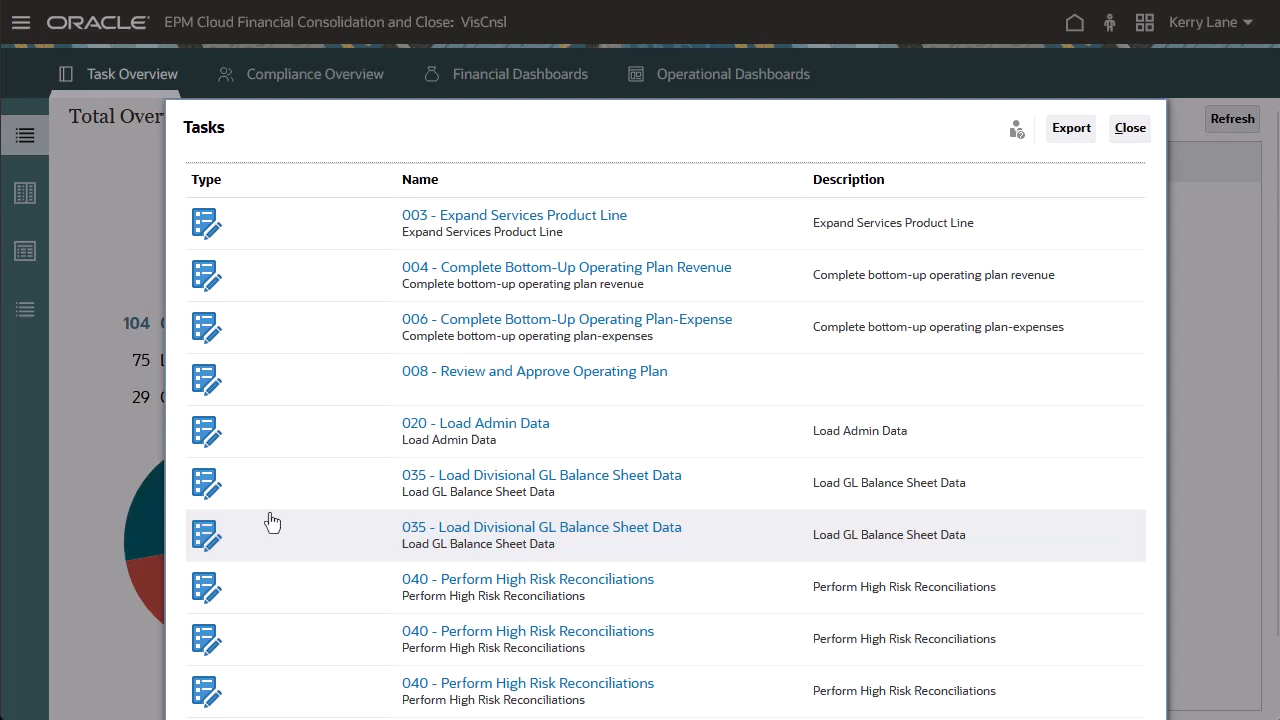 ORACLE EPM Cloud Financial Consolidation and Close: VisCnsl Kerry Lane
Task Overview Compliance Overview Financial Dashboards Operational Dashboards
Total Over
Refresh
104
75
29
Tasks Export Close
Type Name Description
003 - Expand Services Product Line
Expand Services Product Line
Expand Services Product Line
004 - Complete Bottom-Up Operating Plan Revenue
Complete bottom-up operating plan revenue
Complete bottom-up operating plan revenue
006 - Complete Bottom-Up Operating Plan-Expense
Complete bottom-up operating plan-expenses
Complete bottom-up operating plan-expenses
008 - Review and Approve Operating Plan
020 - Load Admin Data
Load Admin Data
Load Admin Data
035 - Load Divisional GL Balance Sheet Data
Load GL Balance Sheet Data
Load GL Balance Sheet Data
035 - Load Divisional GL Balance Sheet Data
Load GL Balance Sheet Data
Load GL Balance Sheet Data
040 - Perform High Risk Reconciliations
Perform High Risk Reconciliations
Perform High Risk Reconciliations
040 - Perform High Risk Reconciliations
Perform High Risk Reconciliations
Perform High Risk Reconciliations
040 - Perform High Risk Reconciliations
Perform High Risk Reconciliations
Perform High Risk Reconciliations